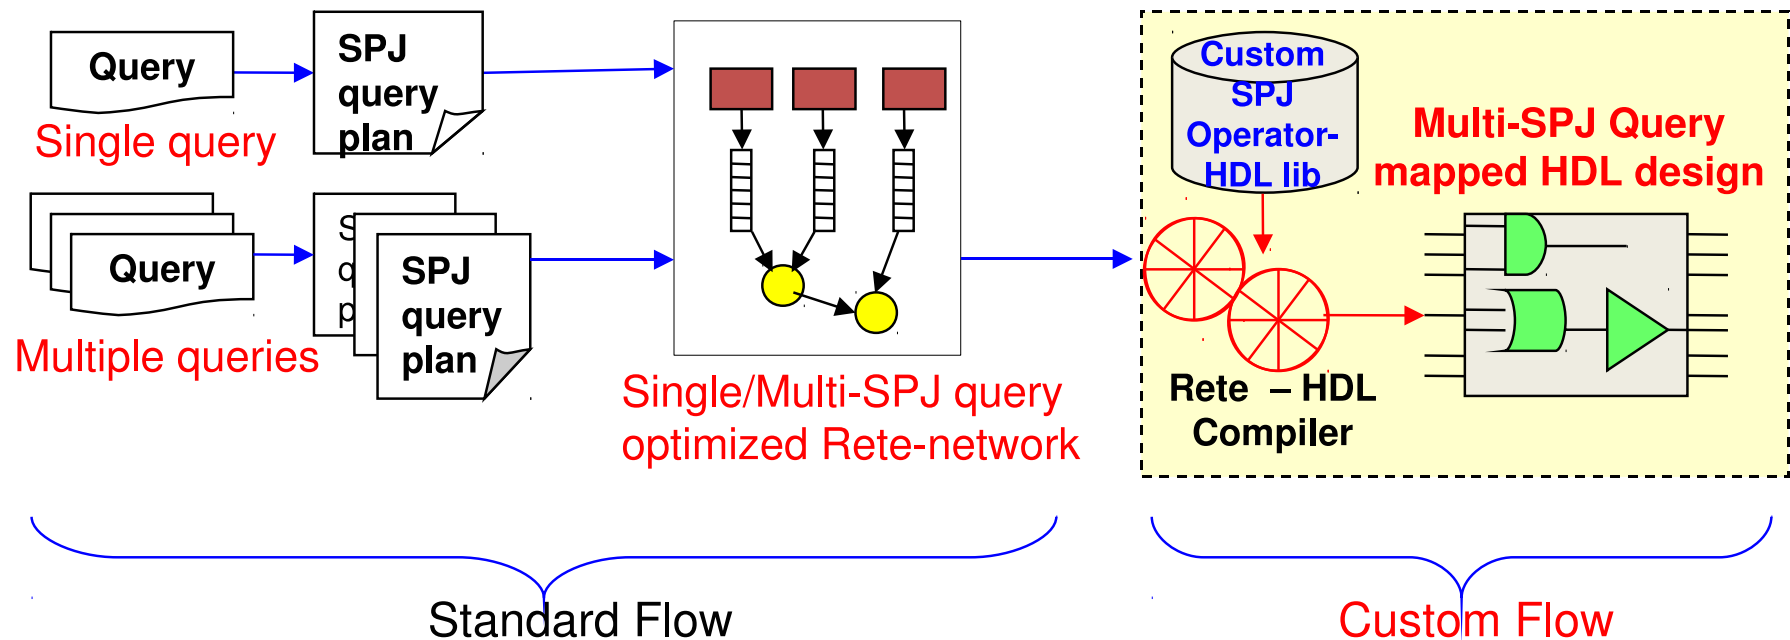 Query
SPJ
query
plan
Single query
Query
S
q
p
SPJ
query
plan
Multiple queries
Single/Multi-SPJ query
optimized Rete-network
Custom
SPJ
Operator-
HDL lib
Multi-SPJ Query
mapped HDL design
Rete – HDL
Compiler
Standard Flow
Custom Flow